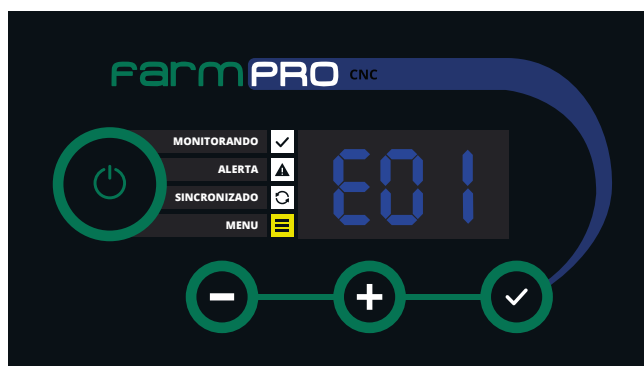 farmPRO CNC
MONITORANDO
ALERTA
SINCRONIZADO
MENU
E01